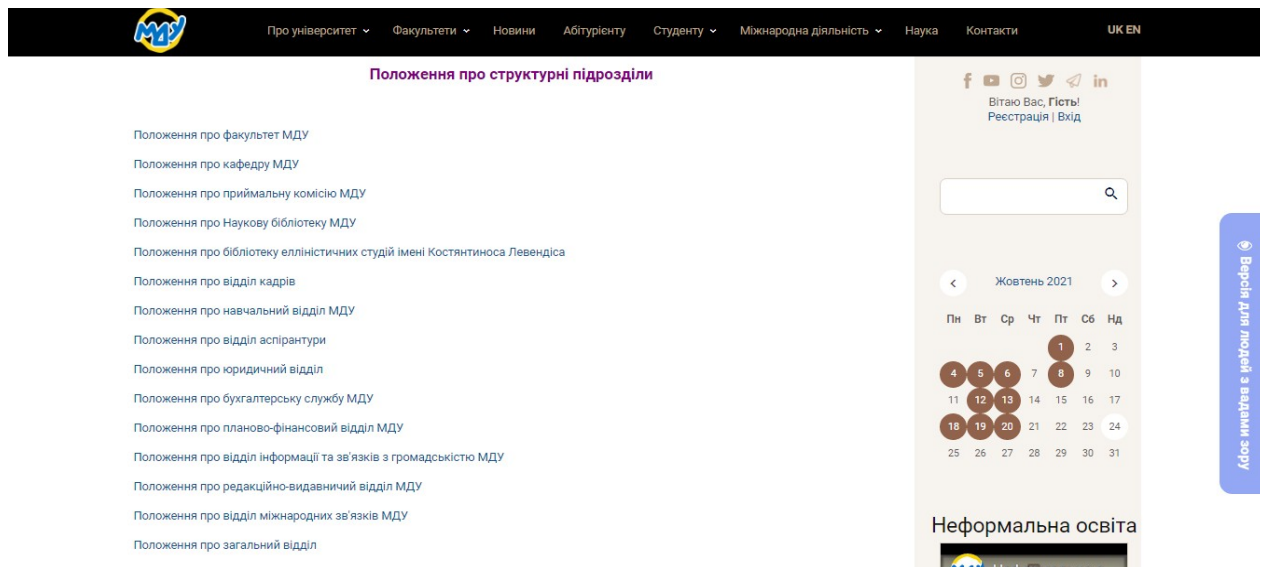 МДУ
Про університет Факультети Новини Абітурієнту Студенту Міжнародна діяльність Наука Контакти UK EN
Положення про структурні підрозділи
Положення про факультет МДУ
Положення про кафедру МДУ
Положення про приймальну комісію МДУ
Положення про Наукову бібліотеку МДУ
Положення про бібліотеку елліністичних студій імені Костянтиноса Левендіса
Положення про відділ кадрів
Положення про навчальний відділ МДУ
Положення про відділ аспірантури
Положення про юридичний відділ
Положення про бухгалтерську службу МДУ
Положення про планово-фінансовий відділ МДУ
Положення про відділ інформації та зв'язків з громадськістю МДУ
Положення про редакційно-видавничий відділ МДУ
Положення про відділ міжнародних зв'язків МДУ
Положення про загальний відділ
Вітаю Вас, Гість!
Реєстрація | Вхід
Жовтень 2021
Пн Вт Ср Чт Пт Сб Нд
1 2 3
4 5 6 7 8 9 10
11 12 13 14 15 16 17
18 19 20 21 22 23 24
25 26 27 28 29 30 31
Неформальна освіта
Версія для людей з вадами зору